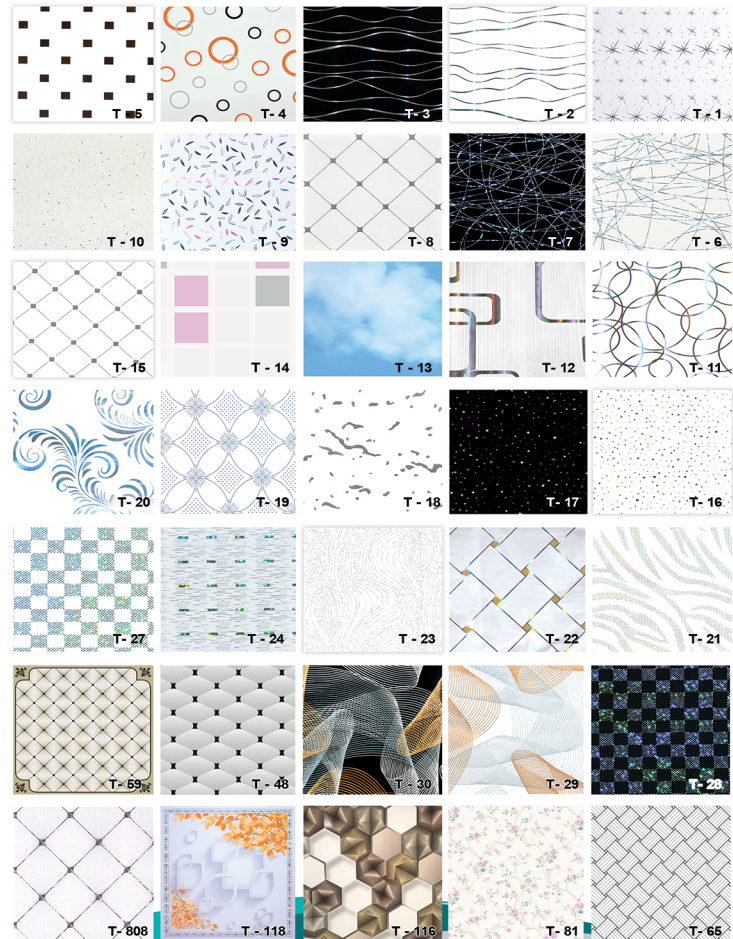 T - 5
T - 4
T - 3
T - 2
T - 1
T - 10
T - 9
T - 8
T - 7
T - 6
T- 15
T - 14
T - 13
T - 12
T- 11
T- 20
T - 19
T - 18
T - 17
T - 16
T- 27
T - 24
T - 23
T - 22
T - 21
T - 59
T - 48
T - 30
T - 29
T - 28
T - 808
T - 118
T - 116
T - 81
T - 65